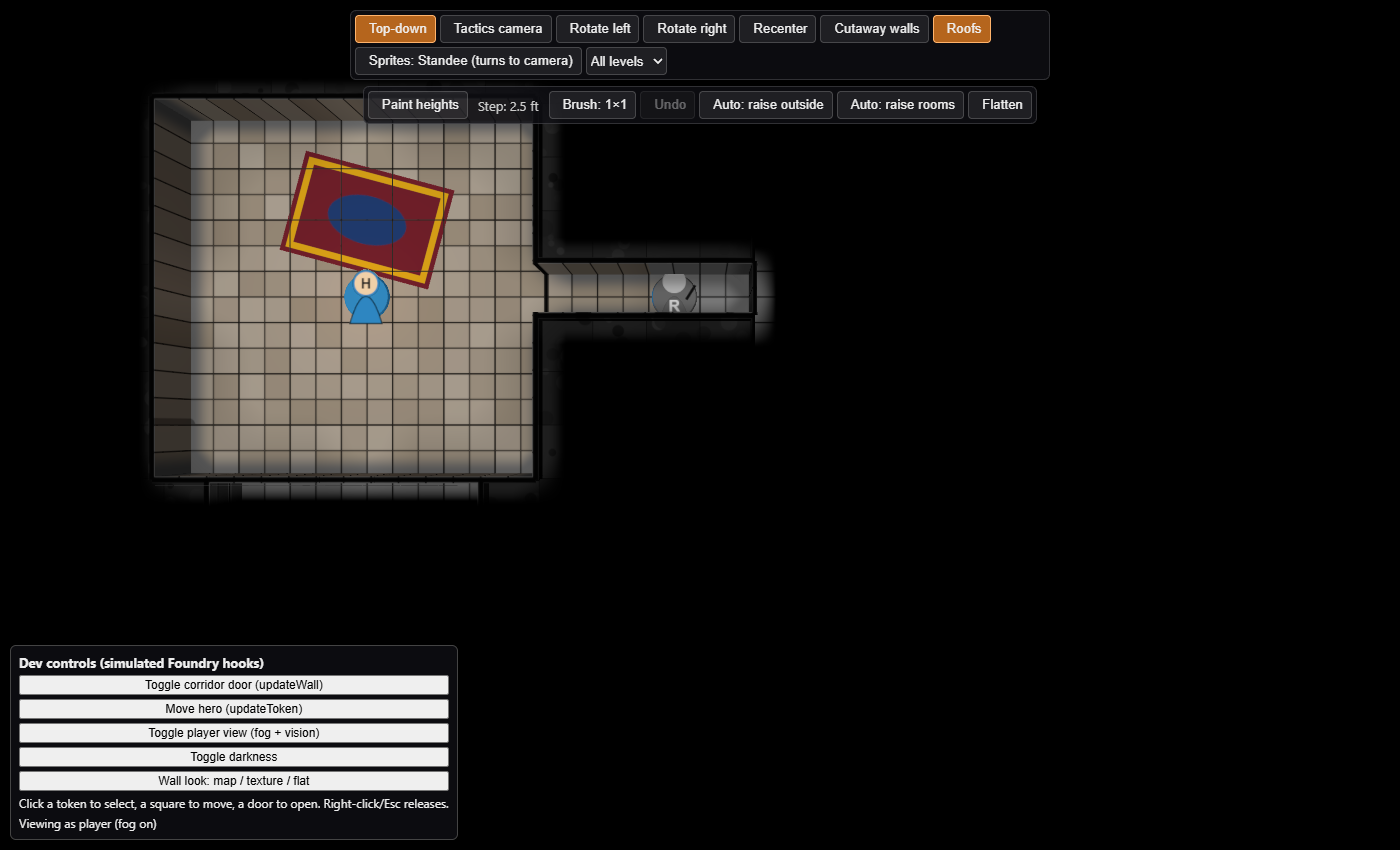 Top-down Tactics camera Rotate left Rotate right Recenter Cutaway walls Roofs
Sprites: Standee (turns to camera) All levels
Paint heights Step: 2.5 ft Brush: 1×1 Undo Auto: raise outside Auto: raise rooms Flatten
H
R
Dev controls (simulated Foundry hooks)
Toggle corridor door (updateWall)
Move hero (updateToken)
Toggle player view (fog + vision)
Toggle darkness
Wall look: map / texture / flat
Click a token to select, a square to move, a door to open. Right-click/Esc releases.
Viewing as player (fog on)